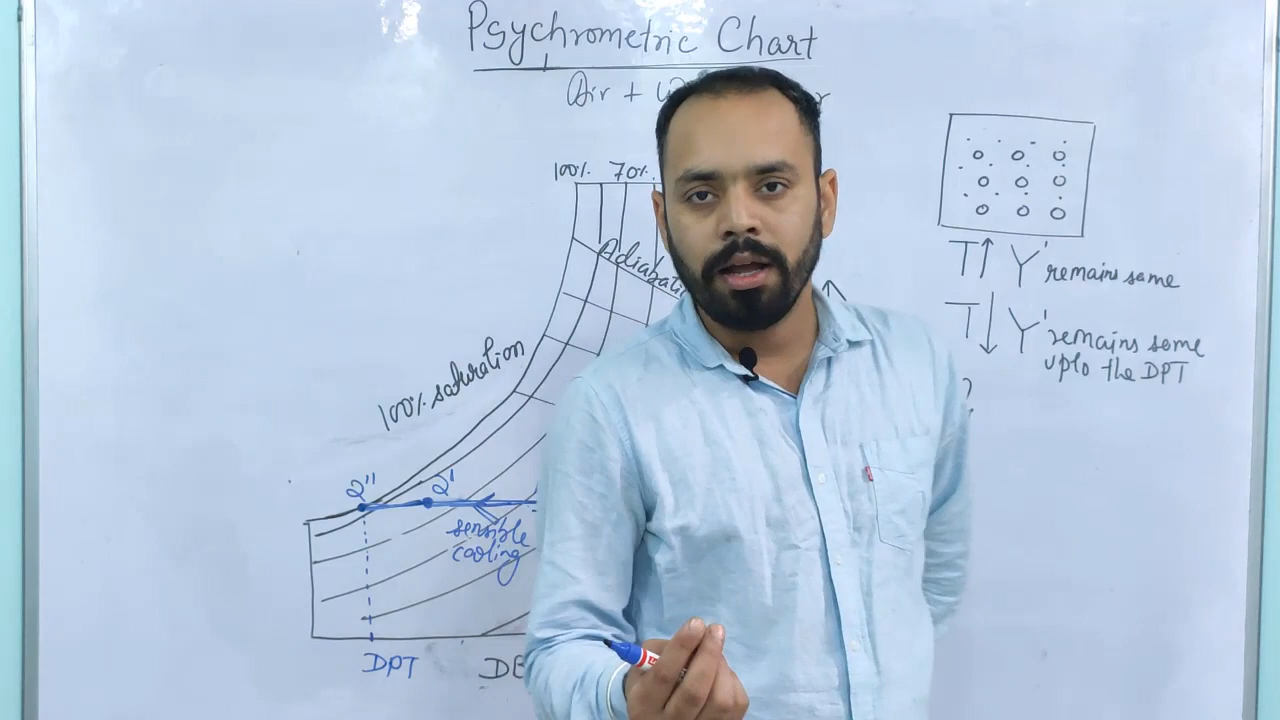 Psychrometric Chart
Air +
100% 70%
100% saturation
2" 2'
sensible
cooling
DPT
T↑ Y' remains same
T↓ Y' remains same
upto the DPT